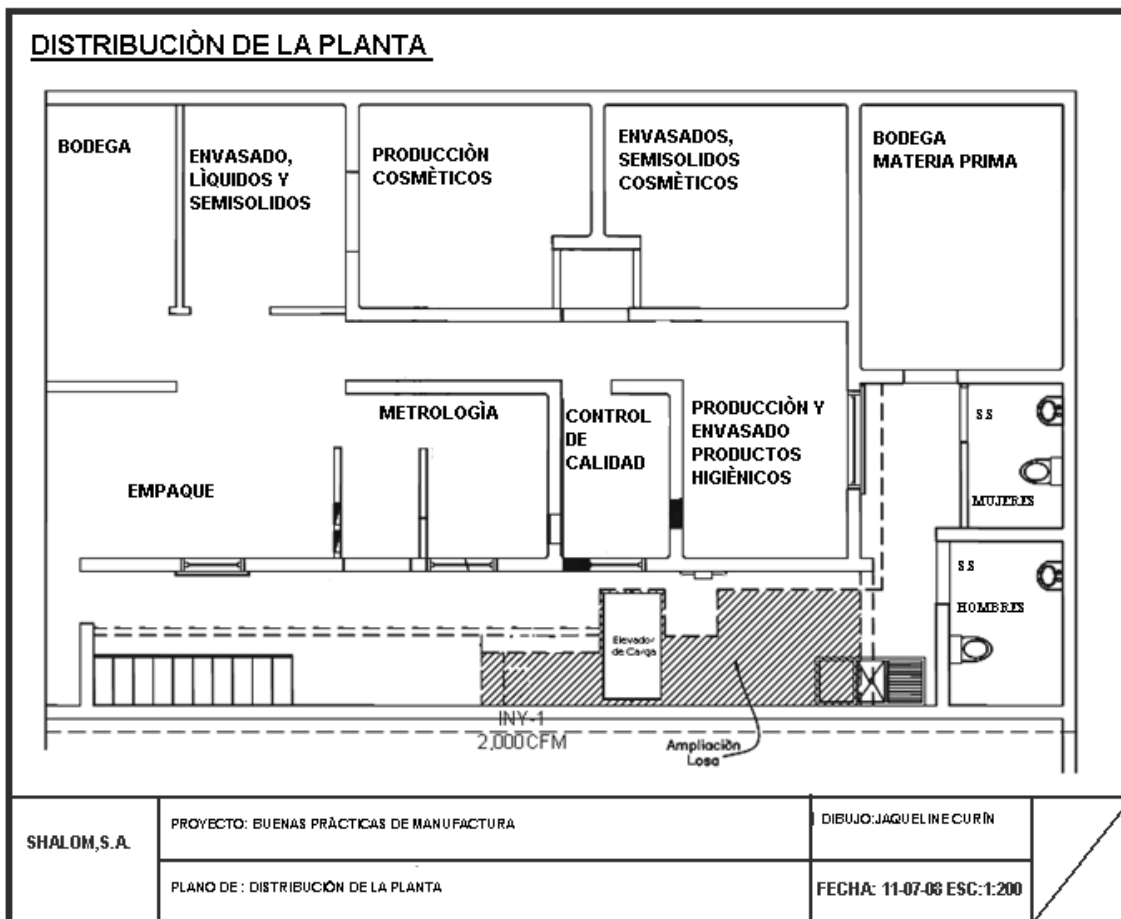 DISTRIBUCIÒN DE LA PLANTA
BODEGA
ENVASADO,
LÌQUIDOS Y
SEMISOLIDOS
PRODUCCIÒN
COSMÈTICOS
ENVASADOS,
SEMISOLIDOS
COSMÈTICOS
BODEGA
MATERIA PRIMA
METROLOGÌA
CONTROL
DE
CALIDAD
PRODUCCIÒN Y
ENVASADO
PRODUCTOS
HIGIÈNICOS
EMPAQUE
S.S
MUJERES
S.S
HOMBRES
Elevador
de Carga
INY-1
2,000CFM
Ampliación
Losa
SHALOM,S.A.
PROYECTO: BUENAS PRÀCTICAS DE MANUFACTURA
DIBUJO:JAQUELINE CURÍN
PLANO DE : DISTRIBUCIÓN DE LA PLANTA
FECHA: 11-07-06 ESC:1:200